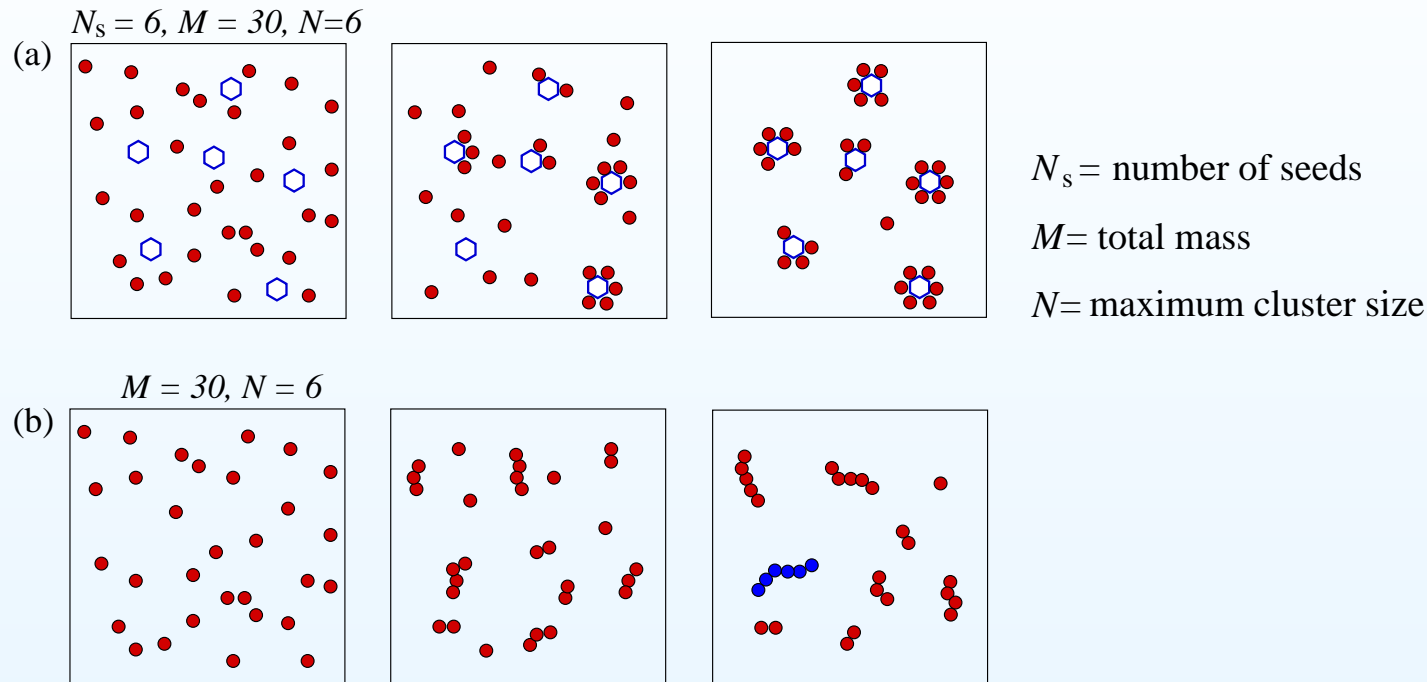 N_s = 6, M = 30, N=6
(a)
N_s = number of seeds
M= total mass
N= maximum cluster size
M = 30, N = 6
(b)